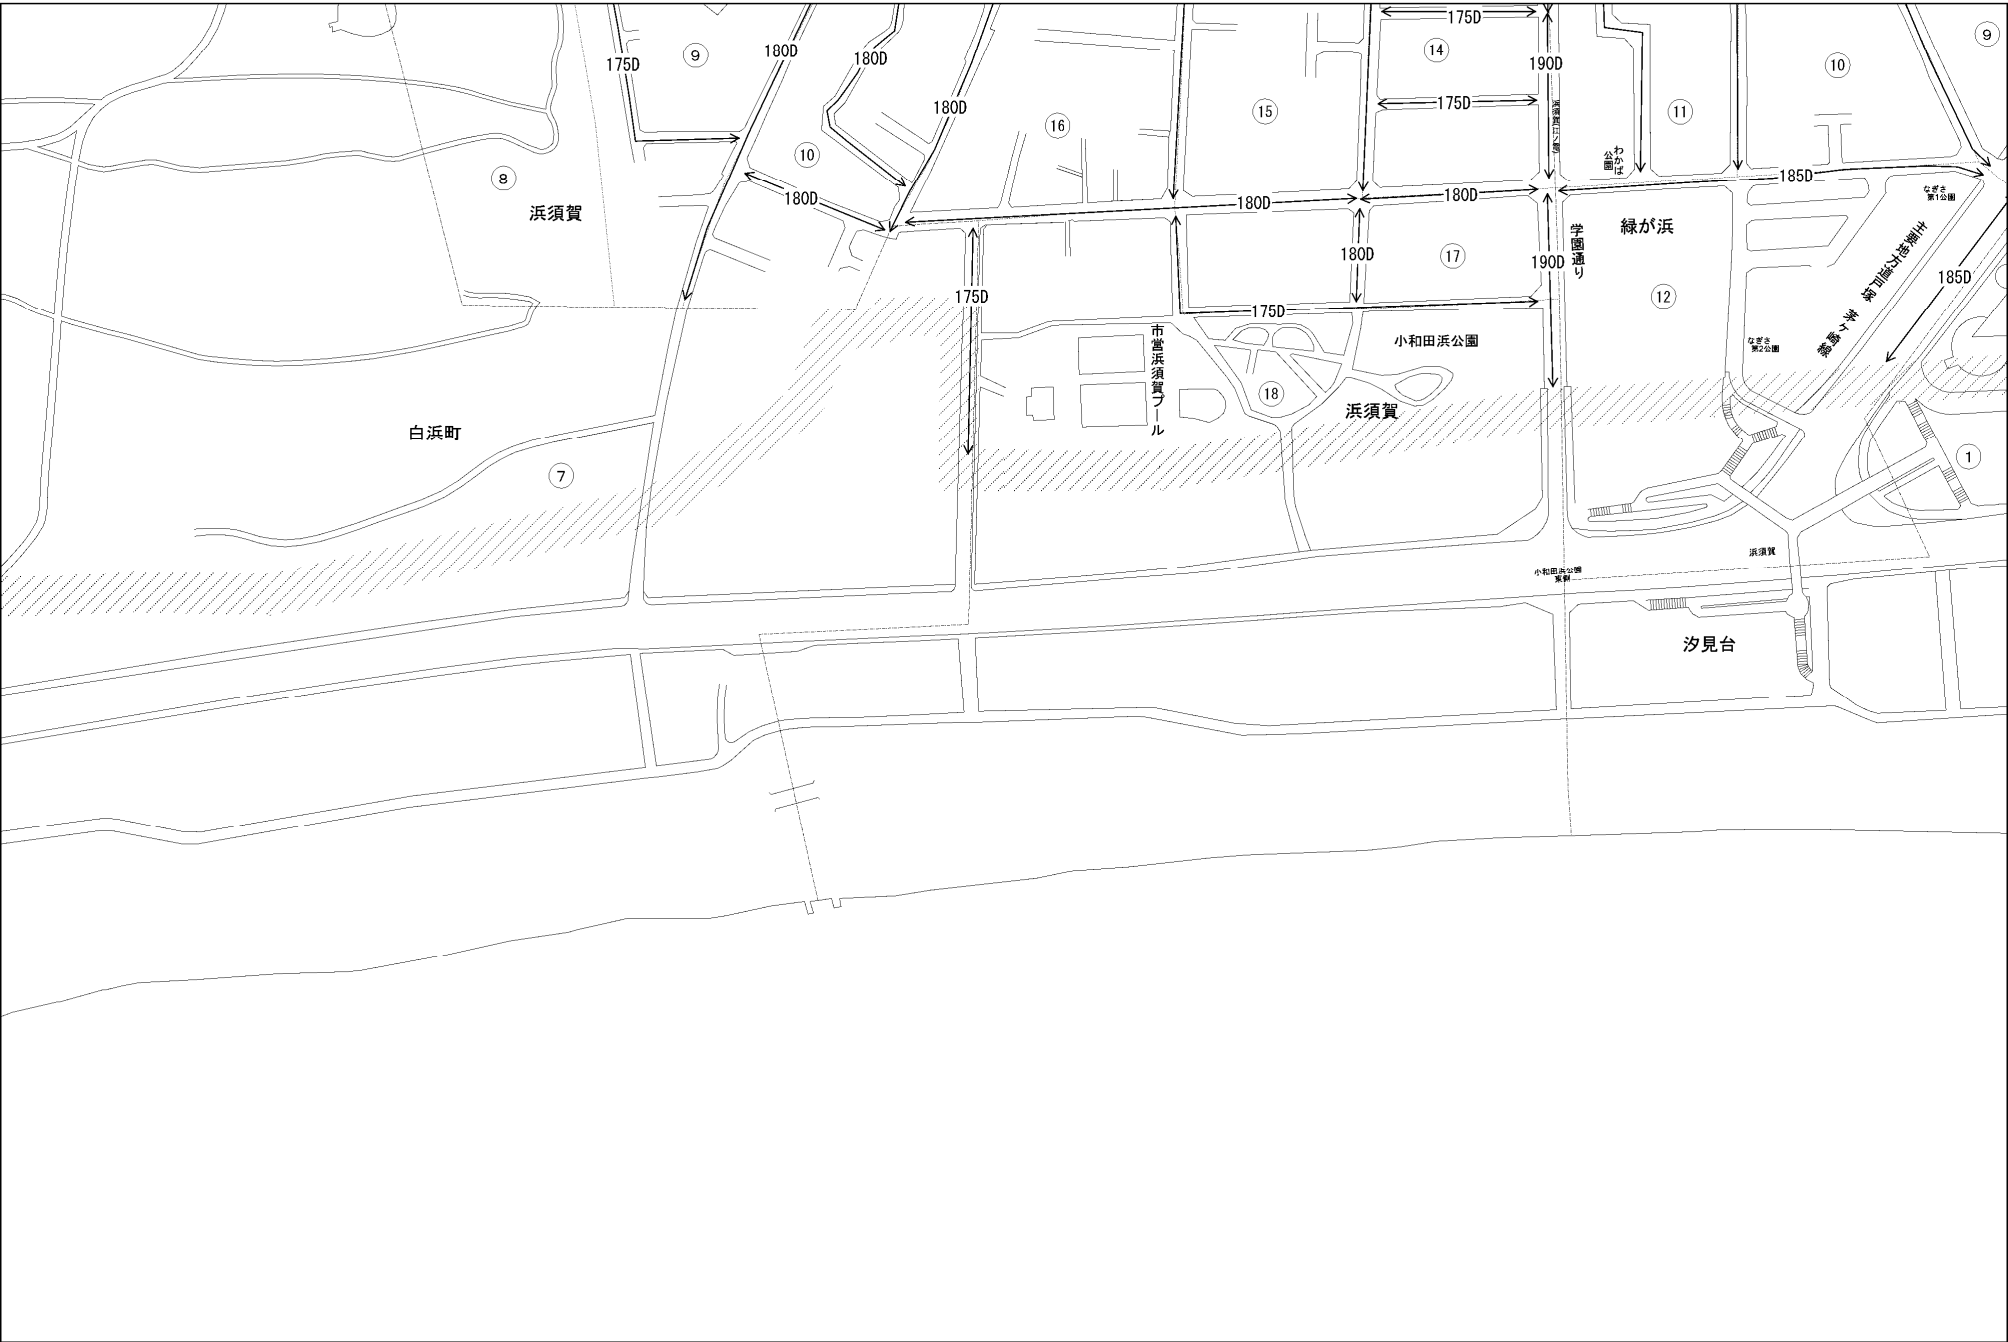 175D
⑨
180D
180D
180D
175D
⑭
190D
175D
⑪
⑩
⑨
⑯
⑮
⑩
⑧
浜須賀
180D
180D
180D
わかば
公園
185D
なぎさ
第1公園
緑が浜
学園通り
主要地方道戸塚 茅ケ崎線
185D
175D
180D
⑰
190D
⑫
175D
市営浜須賀プール
小和田浜公園
なぎさ
第2公園
⑱
浜須賀
白浜町
⑦
①
浜須賀
小和田浜公園
東側
汐見台